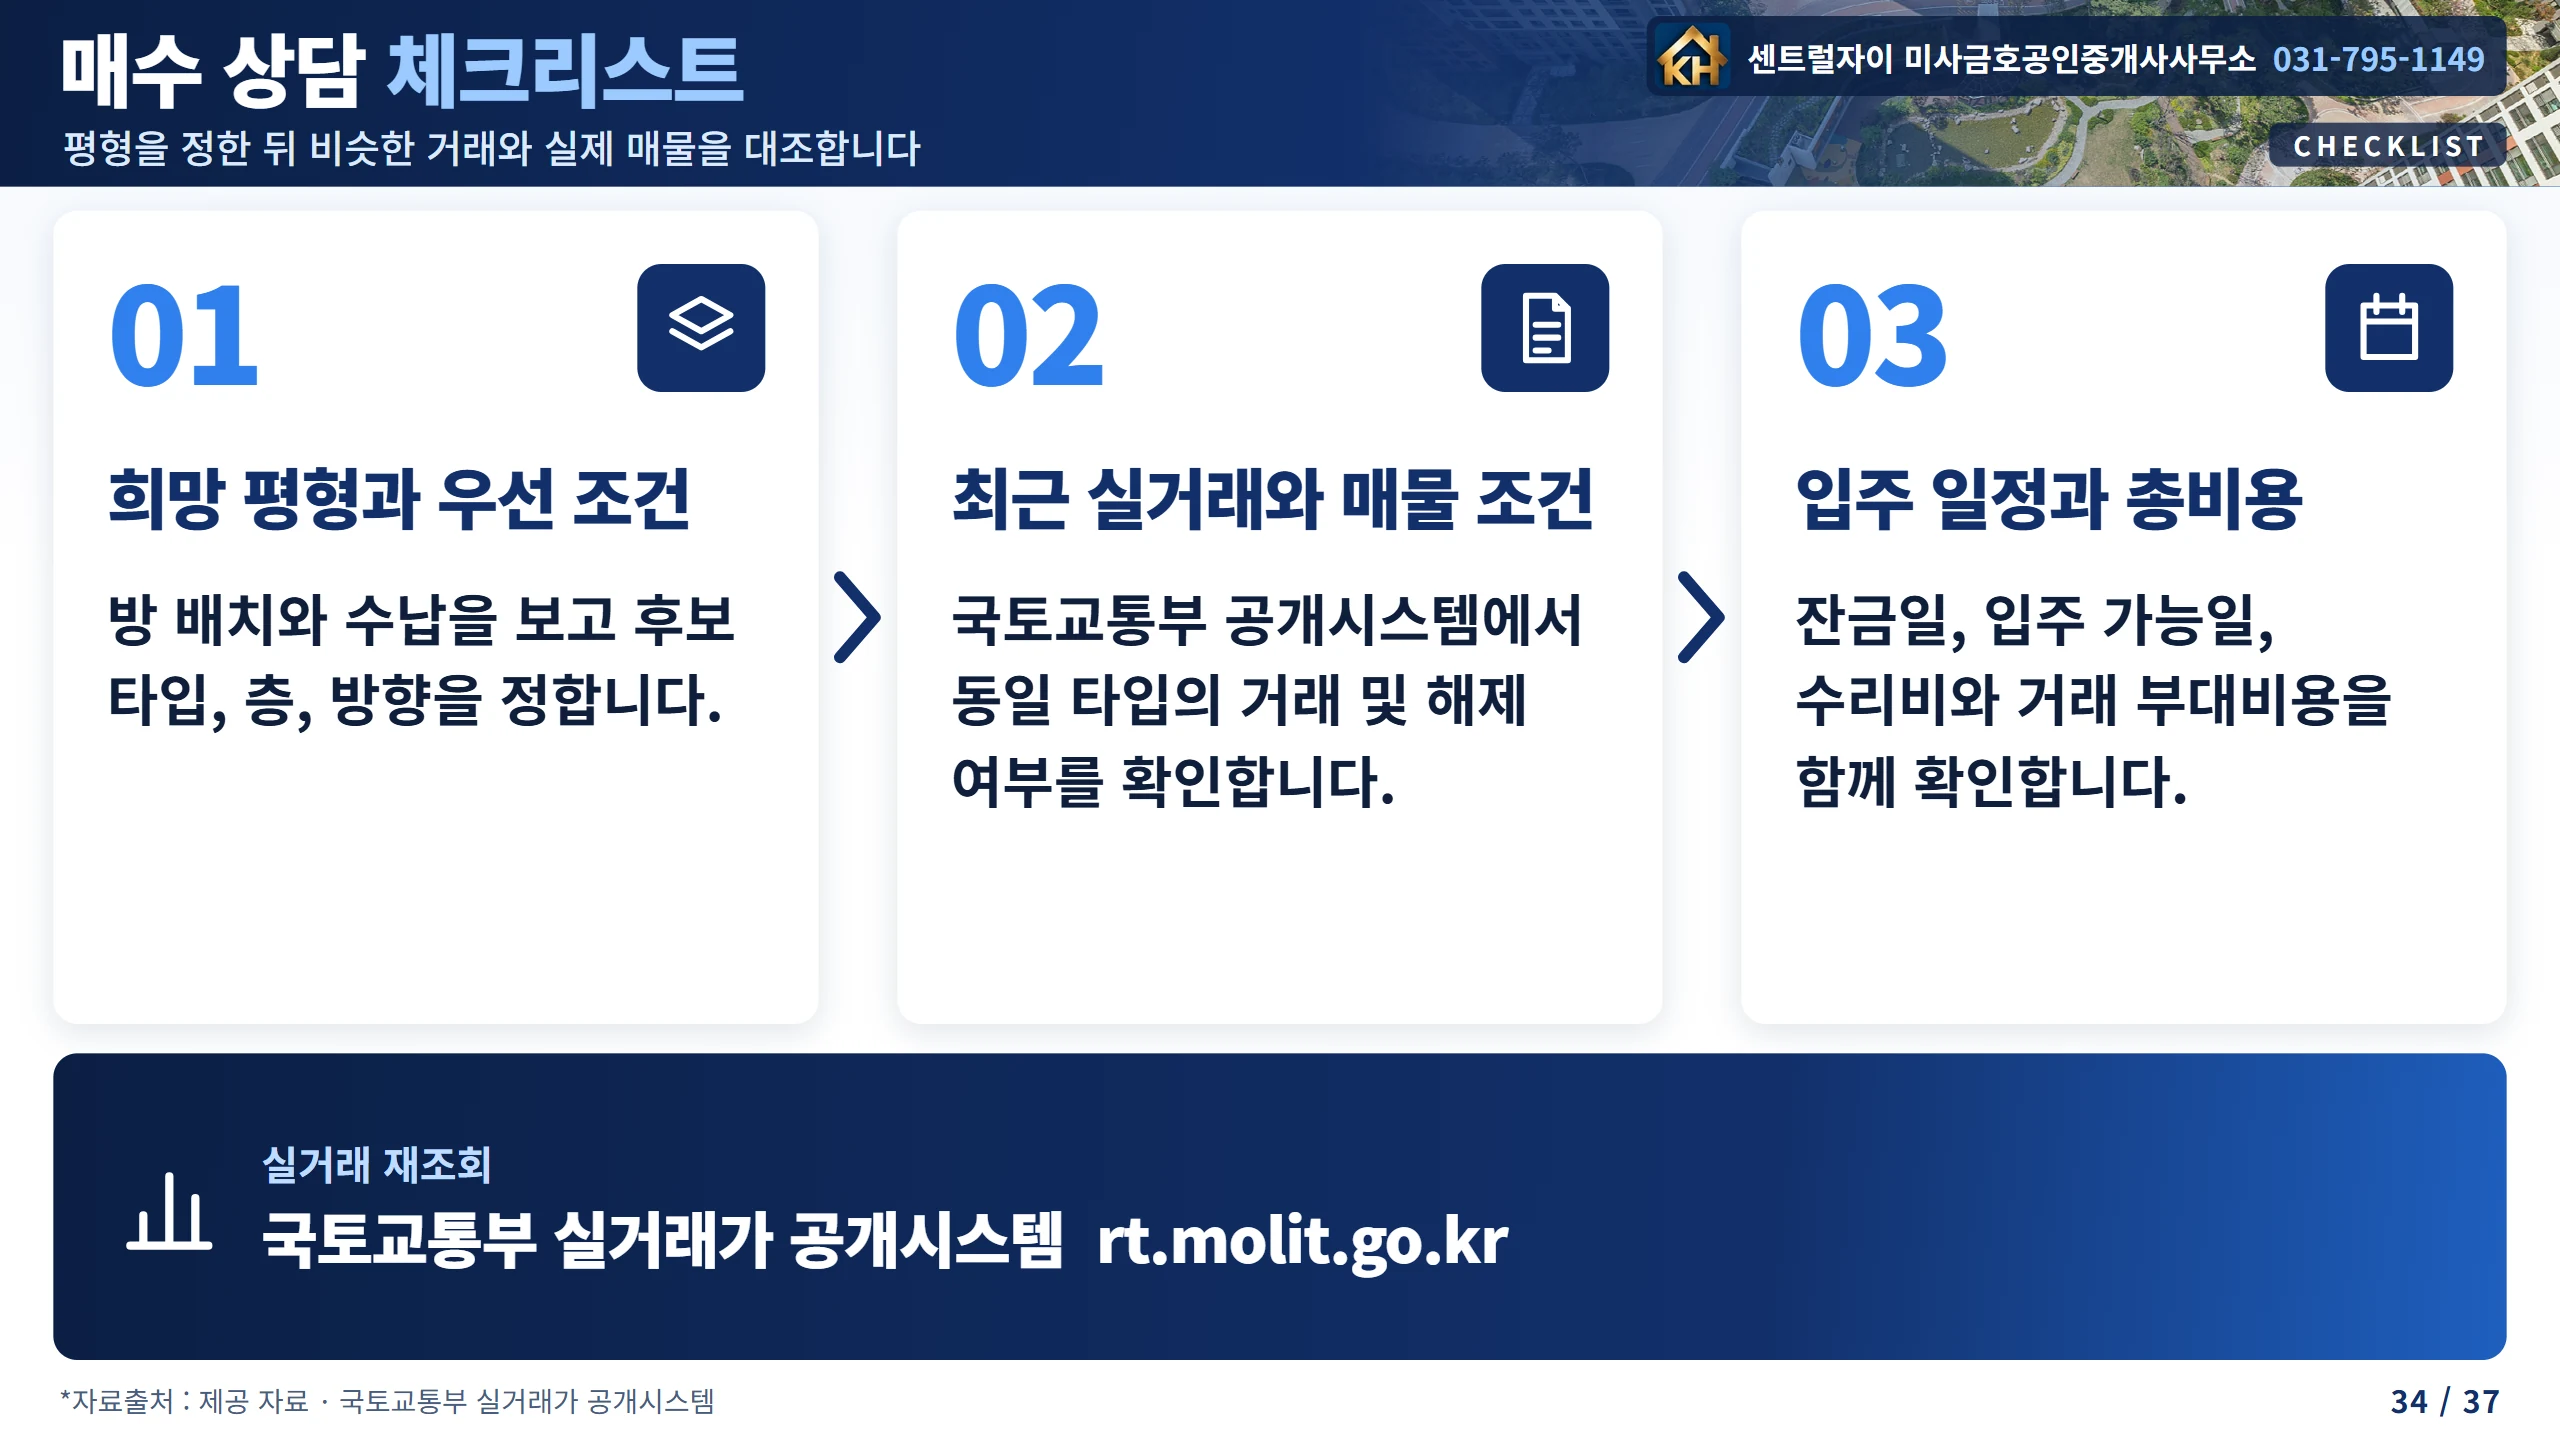 매수 상담 체크리스트
평형을 정한 뒤 비슷한 거래와 실제 매물을 대조합니다
KH 센트럴자이 미사금호공인중개사사무소 031-795-1149
CHECKLIST
01
희망 평형과 우선 조건
방 배치와 수납을 보고 후보
타입, 층, 방향을 정합니다.
02
최근 실거래와 매물 조건
국토교통부 공개시스템에서
동일 타입의 거래 및 해제
여부를 확인합니다.
03
입주 일정과 총비용
잔금일, 입주 가능일,
수리비와 거래 부대비용을
함께 확인합니다.
실거래 재조회
국토교통부 실거래가 공개시스템 rt.molit.go.kr
*자료출처 : 제공 자료 · 국토교통부 실거래가 공개시스템
34 / 37